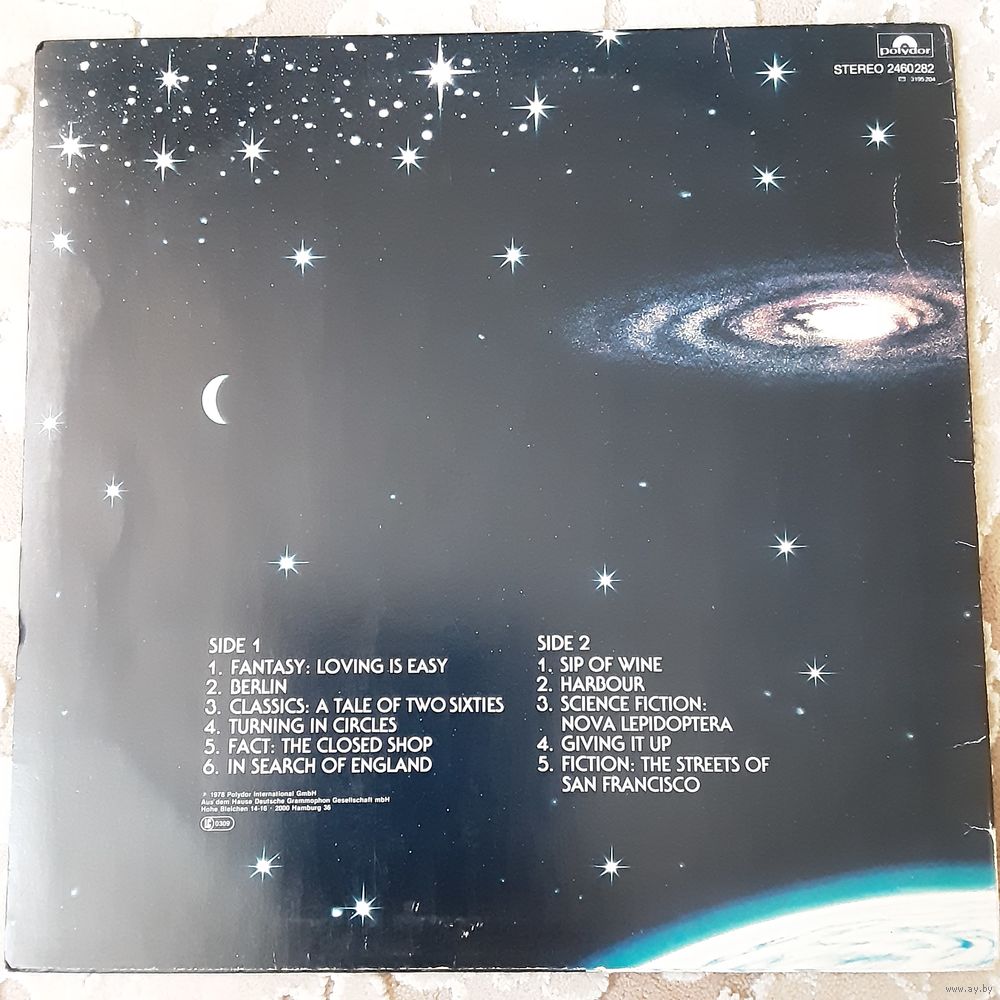 polydor
STEREO 2460282
3195 204
SIDE 1
1. FANTASY: LOVING IS EASY
2. BERLIN
3. CLASSICS: A TALE OF TWO SIXTIES
4. TURNING IN CIRCLES
5. FACT: THE CLOSED SHOP
6. IN SEARCH OF ENGLAND
℗ 1978 Polydor International GmbH
Aus dem Hause Deutsche Grammophon Gesellschaft mbH
Hohe Bleichen 14-16 · 2000 Hamburg 36
LC 0309
SIDE 2
1. SIP OF WINE
2. HARBOUR
3. SCIENCE FICTION:
NOVA LEPIDOPTERA
4. GIVING IT UP
5. FICTION: THE STREETS OF
SAN FRANCISCO
www.ay.by